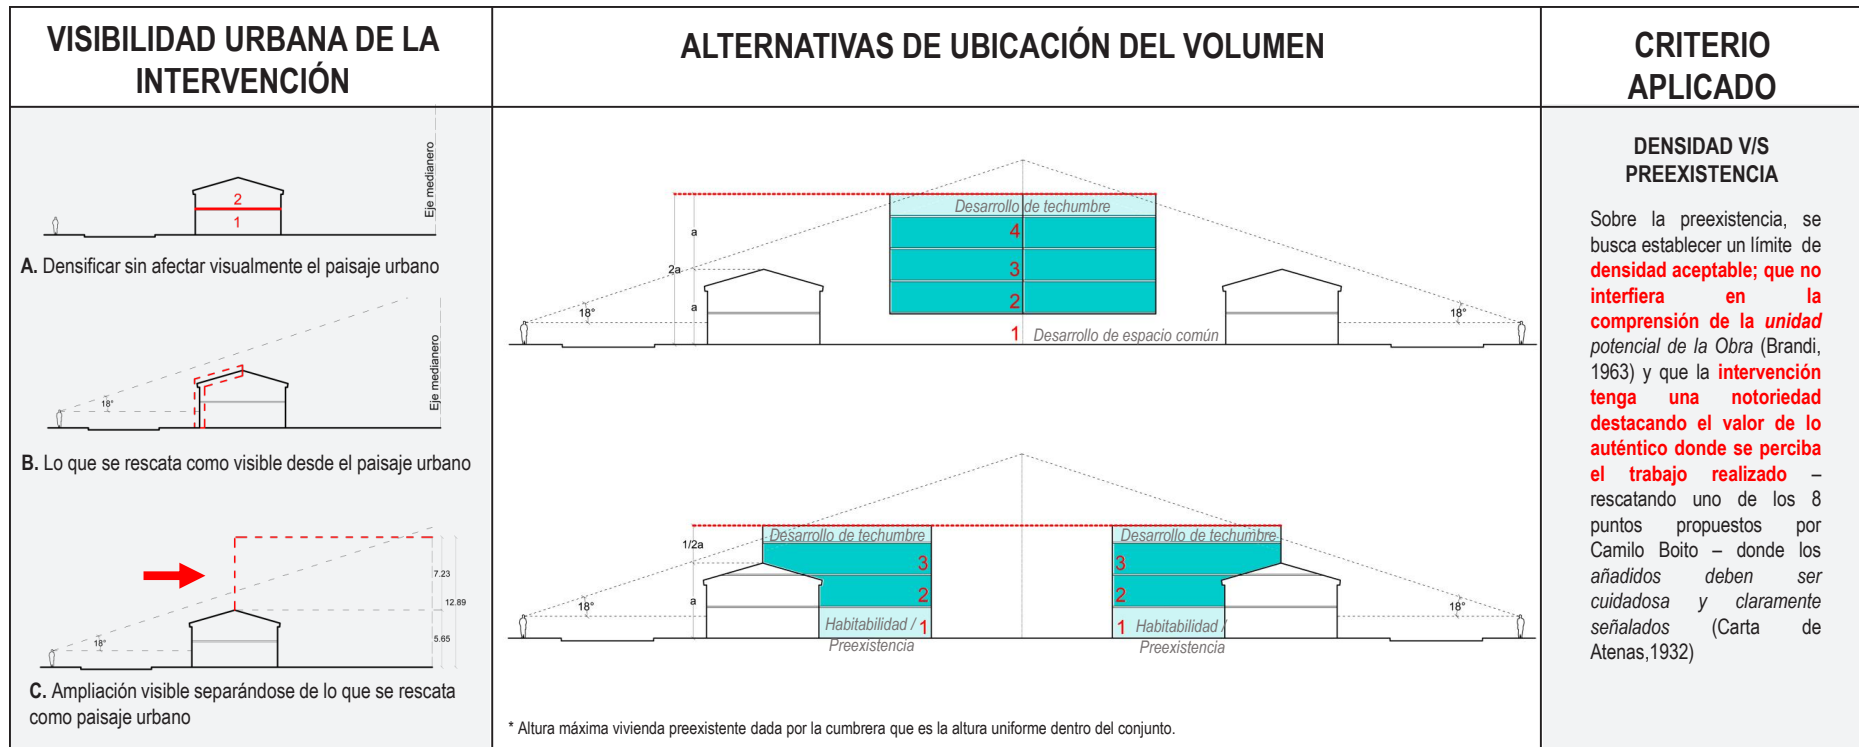 VISIBILIDAD URBANA DE LA
INTERVENCIÓN
ALTERNATIVAS DE UBICACIÓN DEL VOLUMEN
CRITERIO
APLICADO
2
1
Eje medianero
A. Densificar sin afectar visualmente el paisaje urbano
18°
Eje medianero
B. Lo que se rescata como visible desde el paisaje urbano
7.23
12.89
5.65
18°
C. Ampliación visible separándose de lo que se rescata
como paisaje urbano
Desarrollo de techumbre
a
4
2a
3
a
2
18°
18°
1
Desarrollo de espacio común
Desarrollo de techumbre
Desarrollo de techumbre
1/2a
3
3
a
2
2
18°
18°
Habitabilidad / 1
Preexistencia
1 Habitabilidad /
Preexistencia
* Altura máxima vivienda preexistente dada por la cumbrera que es la altura uniforme dentro del conjunto.
DENSIDAD V/S
PREEXISTENCIA
Sobre la preexistencia, se
busca establecer un límite de
densidad aceptable; que no
interfiera en la
comprensión de la unidad
potencial de la Obra (Brandi,
1963) y que la intervención
tenga una notoriedad
destacando el valor de lo
auténtico donde se perciba
el trabajo realizado –
rescatando uno de los 8
puntos propuestos por
Camilo Boito – donde los
añadidos deben ser
cuidadosa y claramente
señalados (Carta de
Atenas,1932)